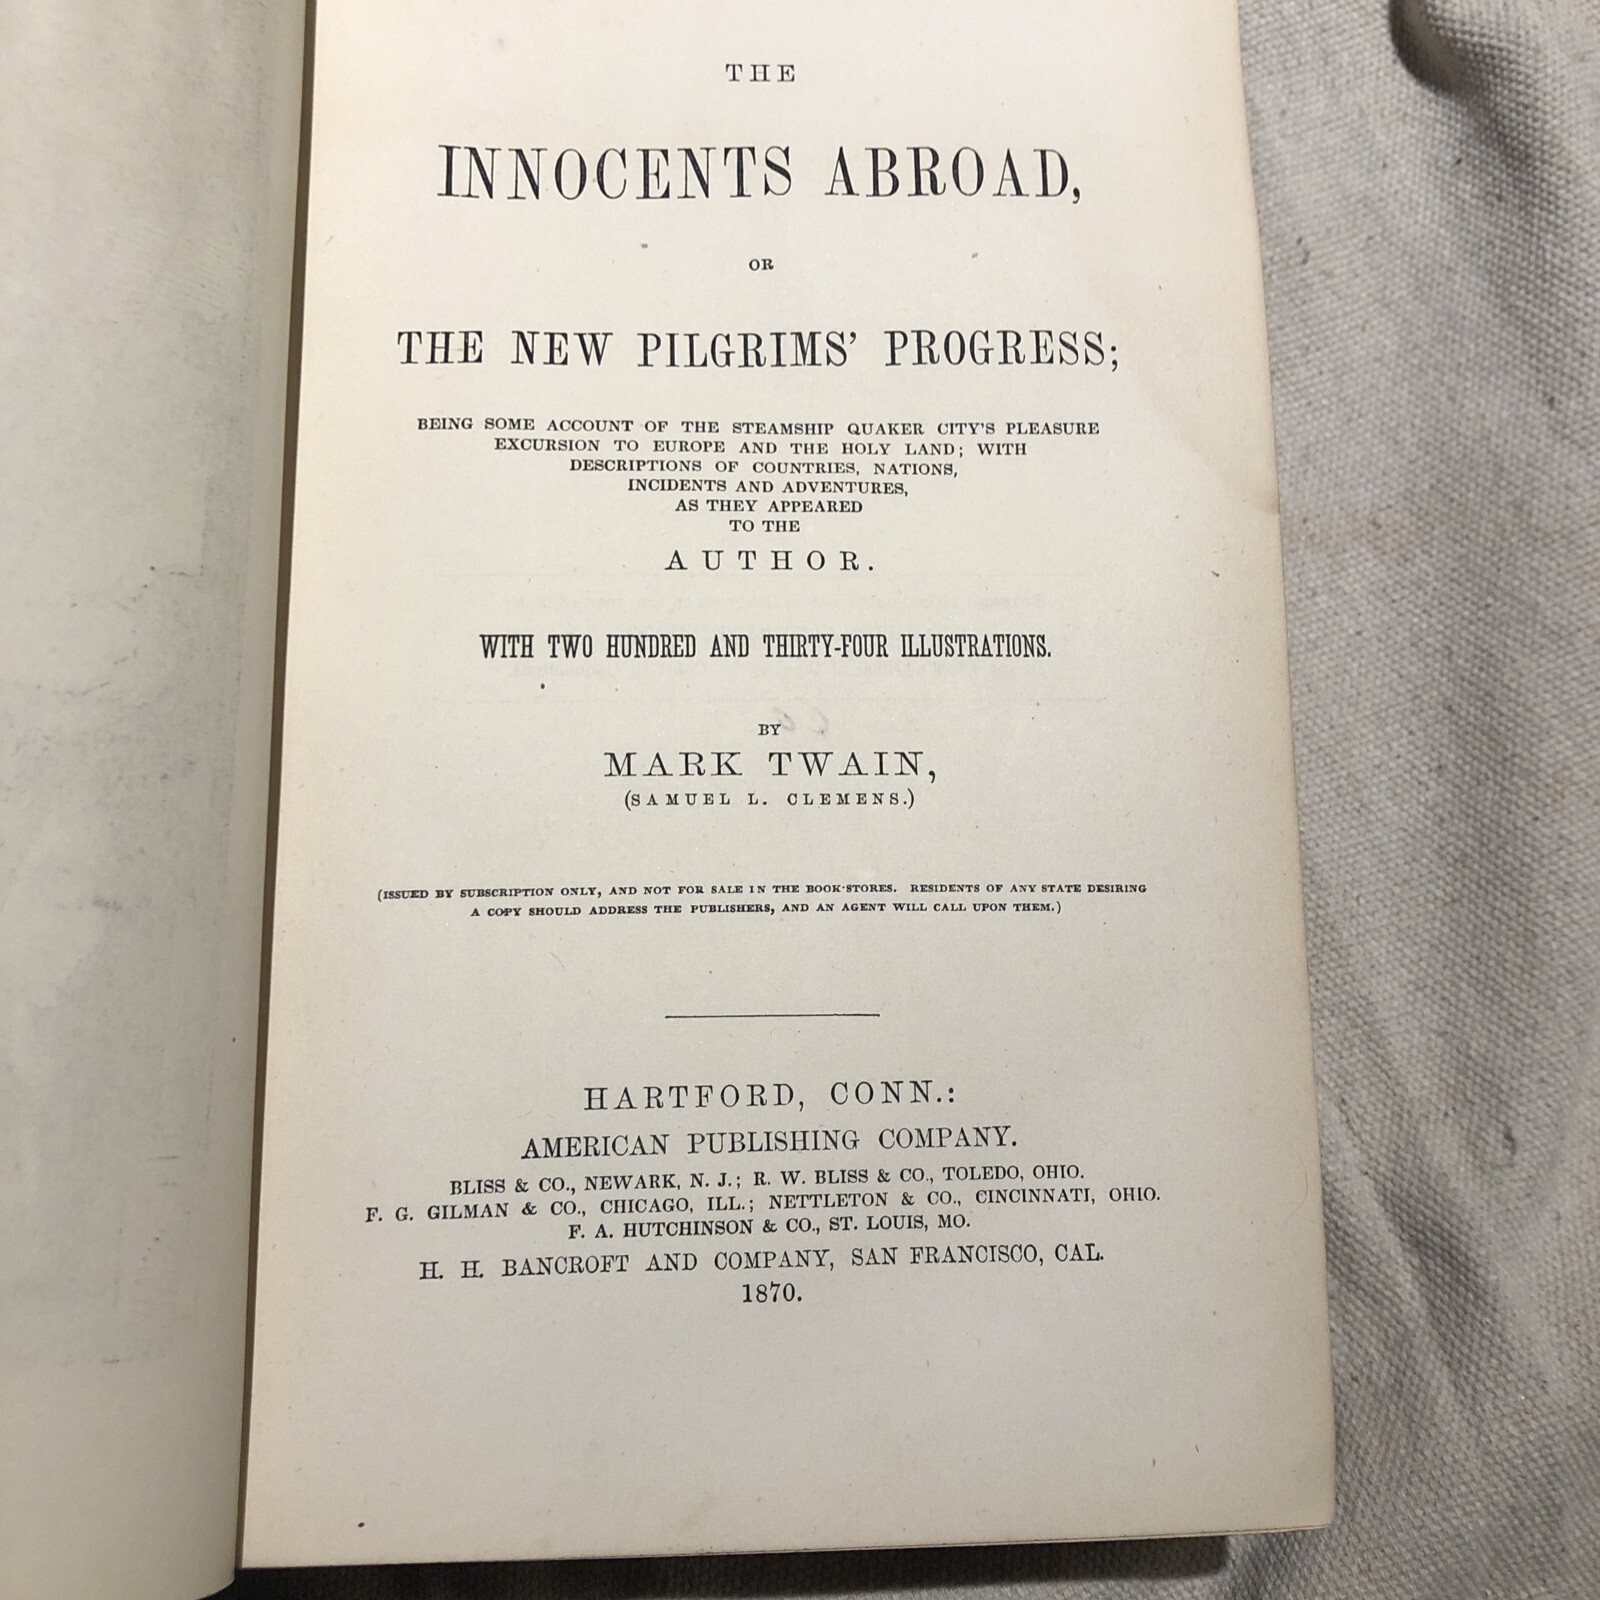 THE
INNOCENTS ABROAD,
OR
THE NEW PILGRIMS' PROGRESS;
BEING SOME ACCOUNT OF THE STEAMSHIP QUAKER CITY'S PLEASURE
EXCURSION TO EUROPE AND THE HOLY LAND; WITH
DESCRIPTIONS OF COUNTRIES, NATIONS,
INCIDENTS AND ADVENTURES,
AS THEY APPEARED
TO THE
AUTHOR.
WITH TWO HUNDRED AND THIRTY-FOUR ILLUSTRATIONS.
BY
MARK TWAIN,
(SAMUEL L. CLEMENS.)
(ISSUED BY SUBSCRIPTION ONLY, AND NOT FOR SALE IN THE BOOK-STORES. RESIDENTS OF ANY STATE DESIRING
A COPY SHOULD ADDRESS THE PUBLISHERS, AND AN AGENT WILL CALL UPON THEM.)
HARTFORD, CONN.:
AMERICAN PUBLISHING COMPANY.
BLISS & CO., NEWARK, N. J.; R. W. BLISS & CO., TOLEDO, OHIO.
F. G. GILMAN & CO., CHICAGO, ILL.; NETTLETON & CO., CINCINNATI, OHIO.
F. A. HUTCHINSON & CO., ST. LOUIS, MO.
H. H. BANCROFT AND COMPANY, SAN FRANCISCO, CAL.
1870.